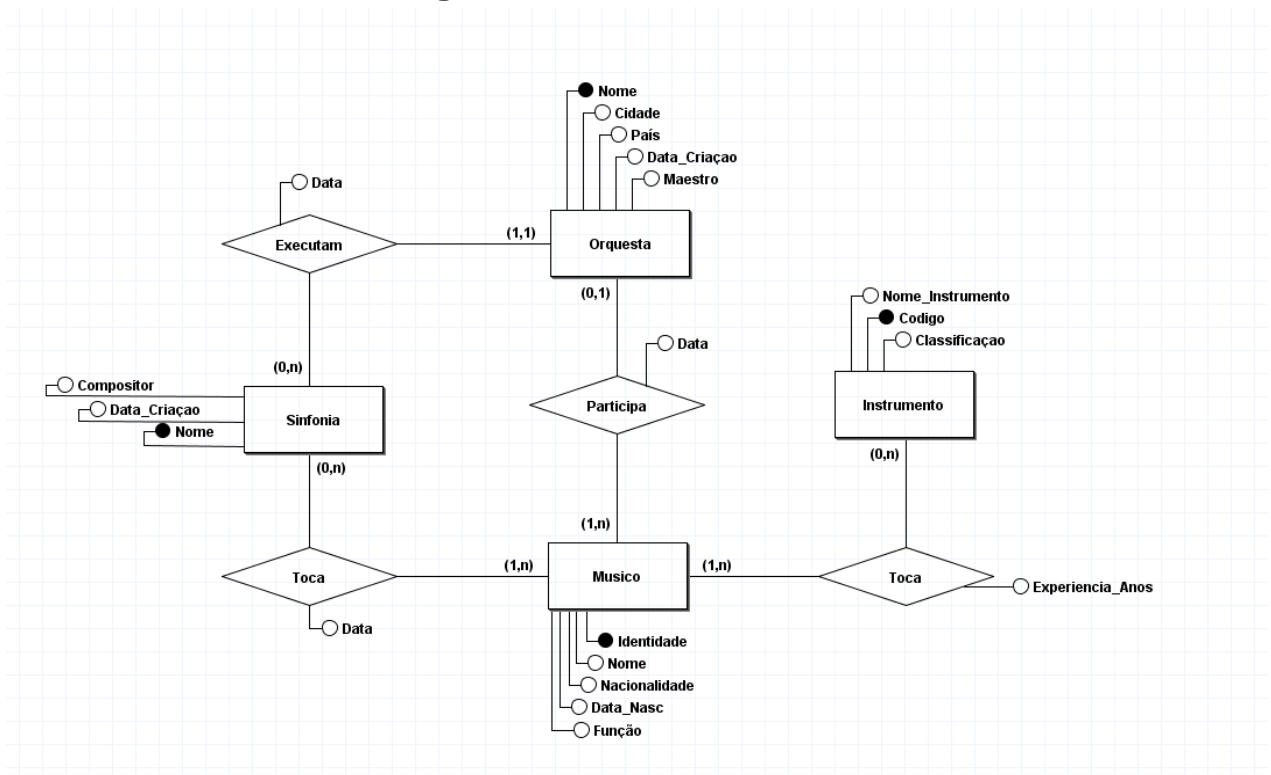 Nome
Cidade
País
Data_Criaçao
Maestro
Data
Executam
(1,1)
Orquesta
(0,1)
Nome_Instrumento
Codigo
Classificaçao
Data
(0,n)
Compositor
Data_Criaçao
Nome
Sinfonia
Participa
Instrumento
(0,n)
(0,n)
(1,n)
Toca
(1,n)
Musico
(1,n)
Toca
Experiencia_Anos
Data
Identidade
Nome
Nacionalidade
Data_Nasc
Função